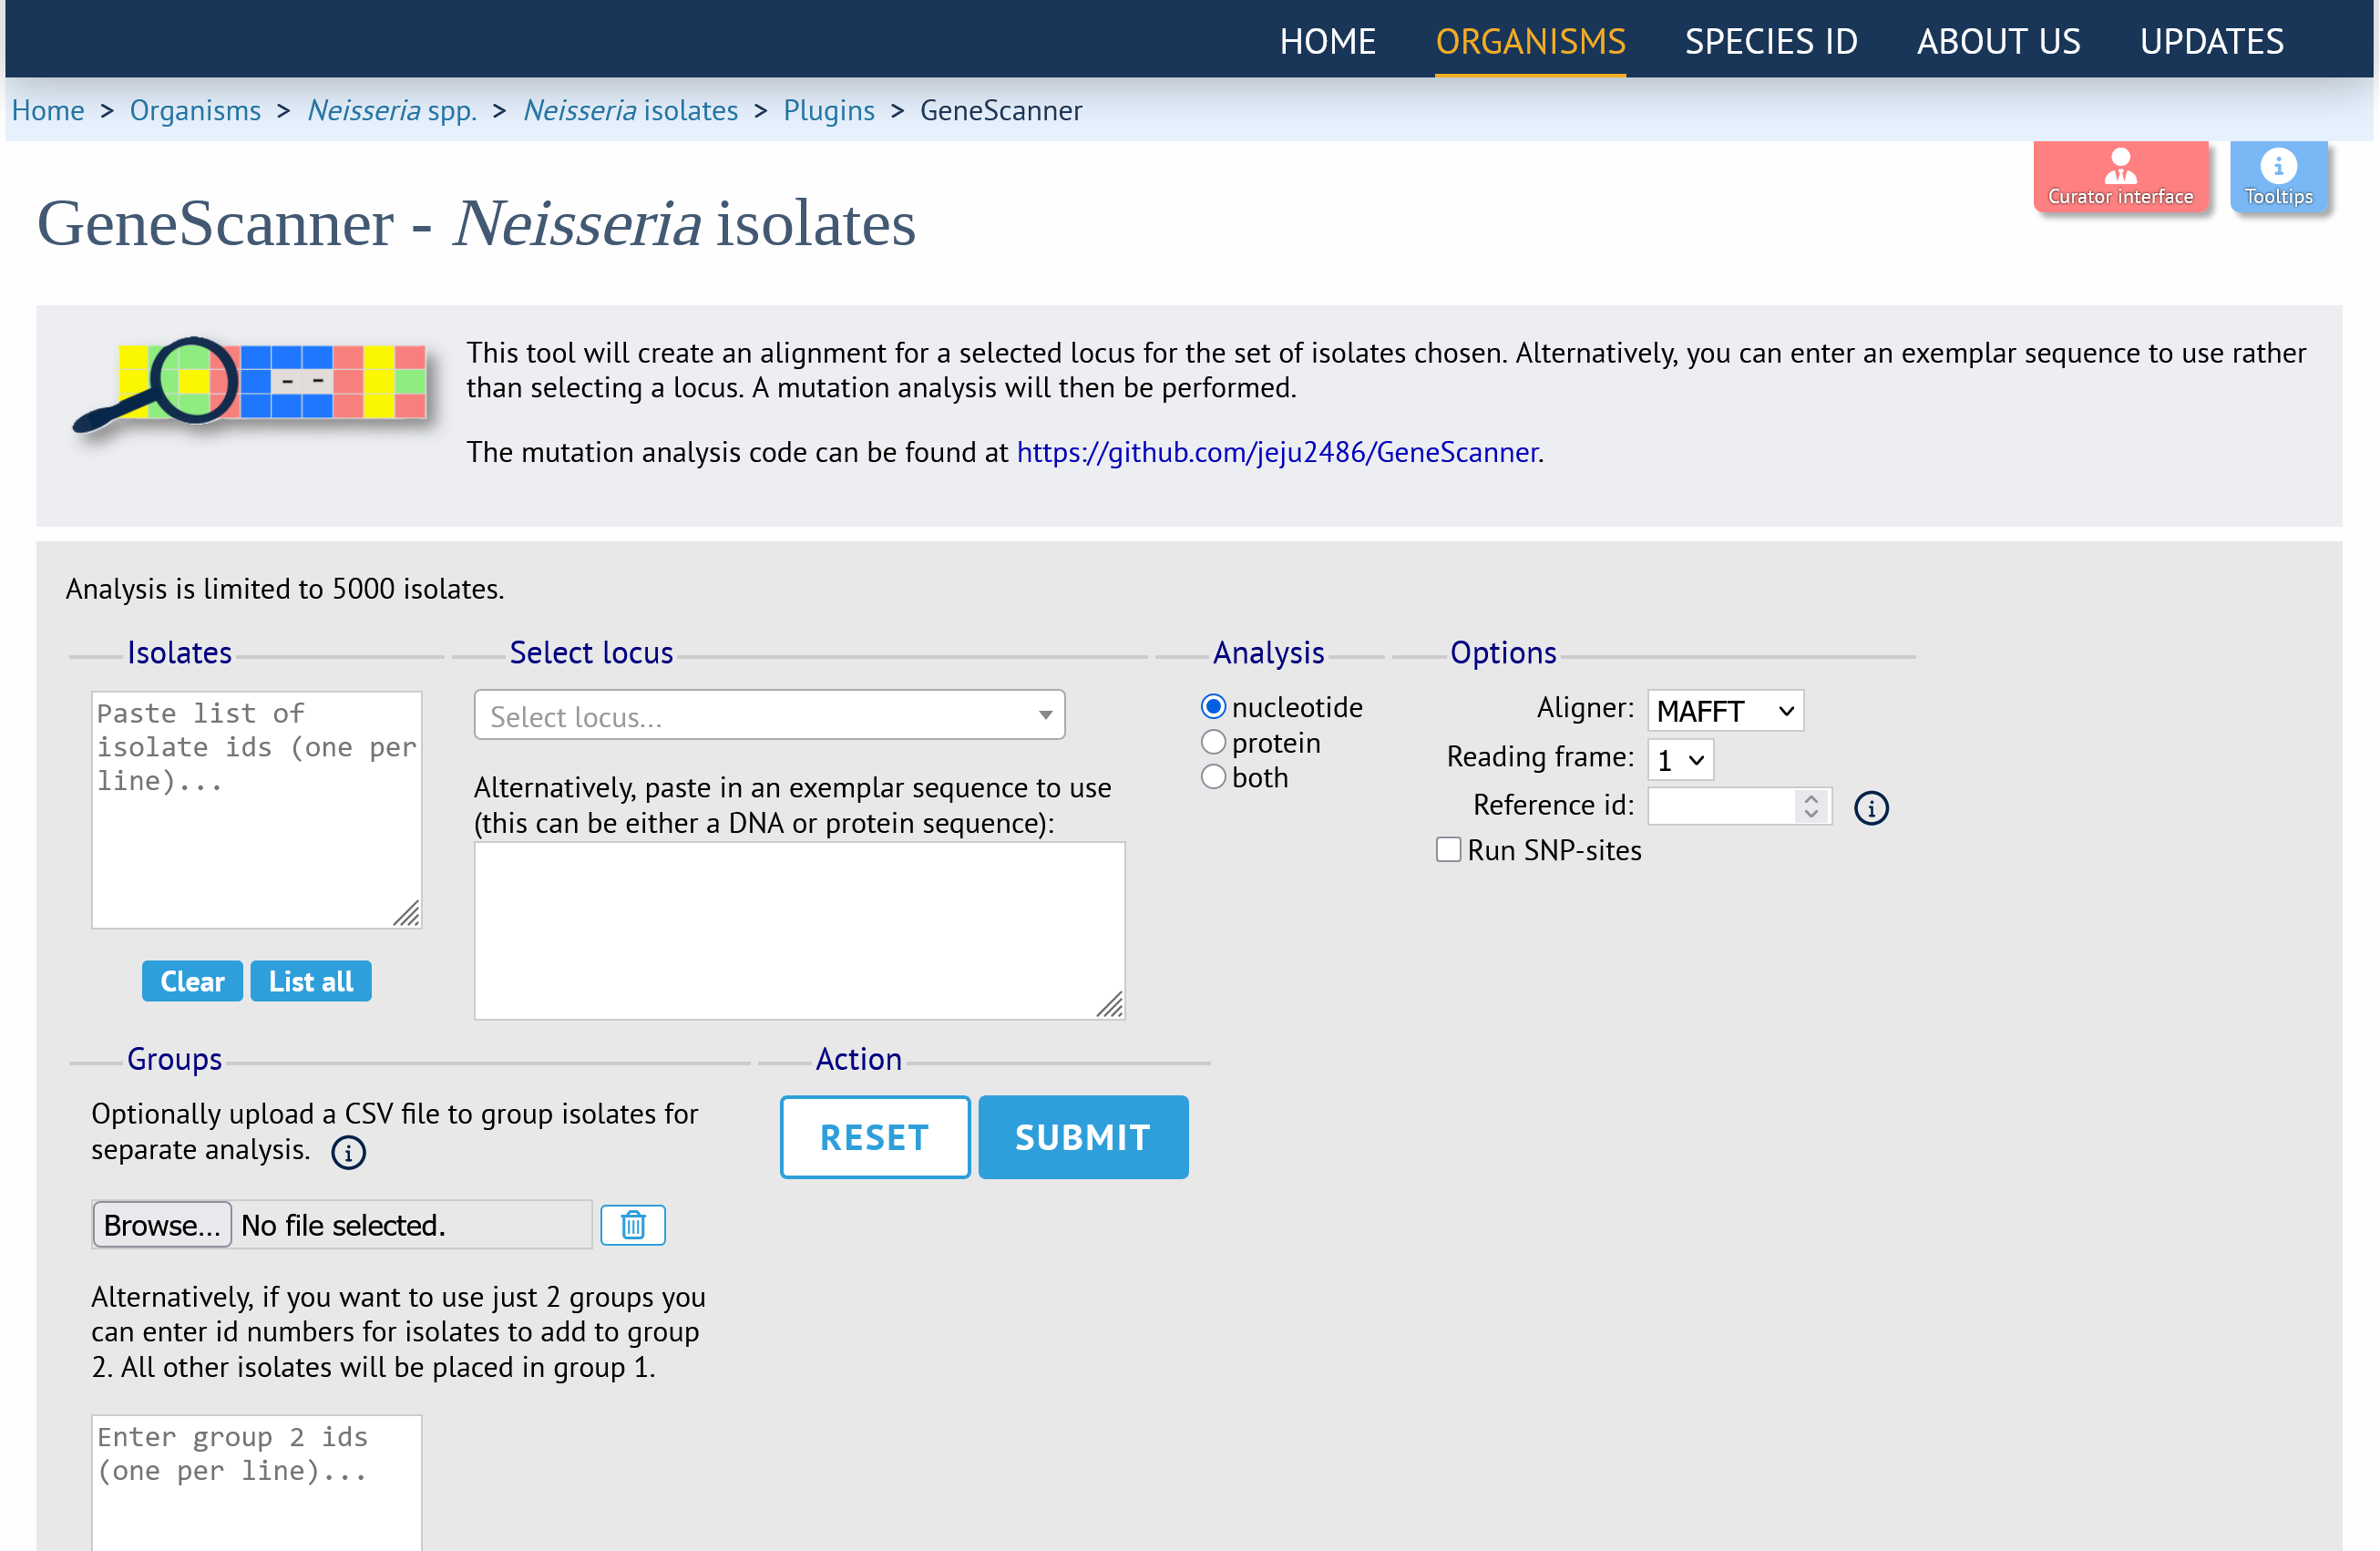 HOME ORGANISMS SPECIES ID ABOUT US UPDATES
Home > Organisms > Neisseria spp. > Neisseria isolates > Plugins > GeneScanner
Curator interface
Tooltips
GeneScanner - Neisseria isolates
This tool will create an alignment for a selected locus for the set of isolates chosen. Alternatively, you can enter an exemplar sequence to use rather
than selecting a locus. A mutation analysis will then be performed.
The mutation analysis code can be found at https://github.com/jeju2486/GeneScanner.
Analysis is limited to 5000 isolates.
Isolates
Paste list of
isolate ids (one per
line)...
Clear
List all
Select locus
Select locus...
Alternatively, paste in an exemplar sequence to use
(this can be either a DNA or protein sequence):
Analysis
nucleotide
protein
both
Options
Aligner: MAFFT
Reading frame: 1
Reference id:
Run SNP-sites
Groups
Optionally upload a CSV file to group isolates for
separate analysis.
Browse... No file selected.
Alternatively, if you want to use just 2 groups you
can enter id numbers for isolates to add to group
2. All other isolates will be placed in group 1.
Enter group 2 ids
(one per line)...
Action
RESET
SUBMIT